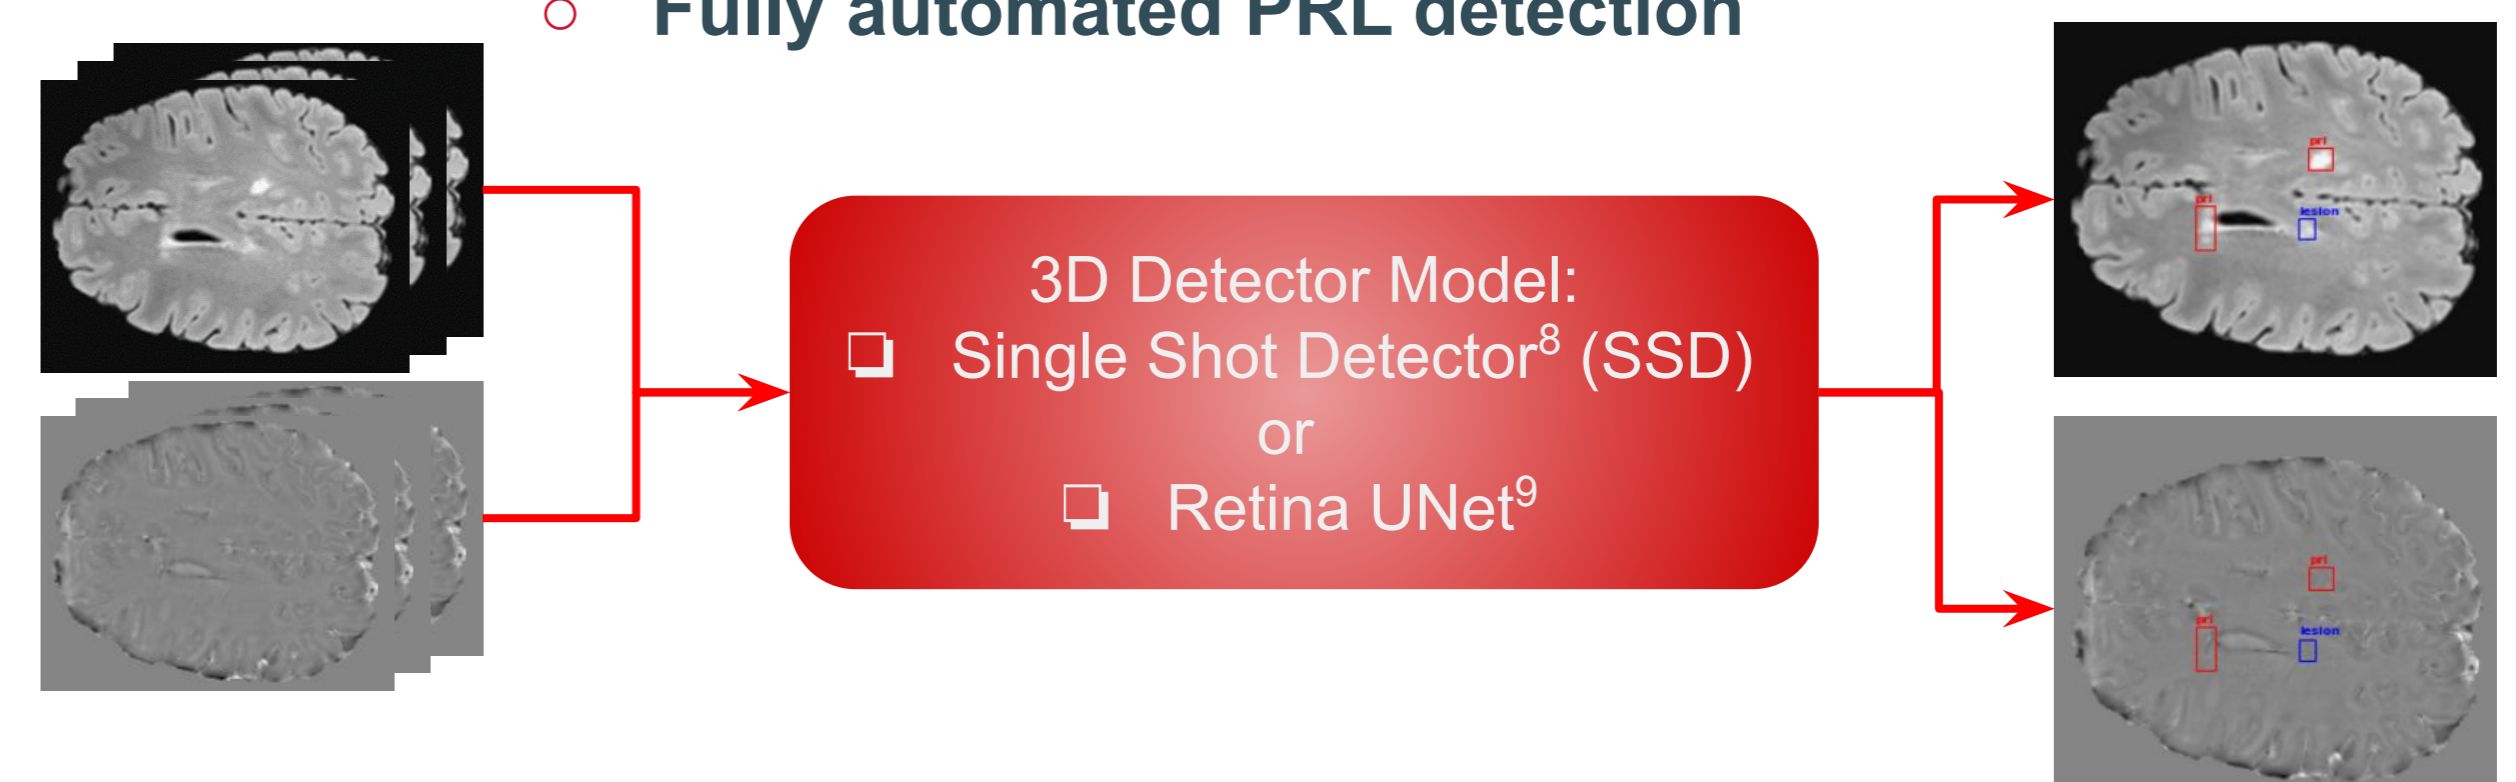 ○ Fully automated PRL detection
3D Detector Model:
❏ Single Shot Detector⁸ (SSD)
or
❏ Retina UNet⁹
prl
prl
lesion
prl
prl
lesion